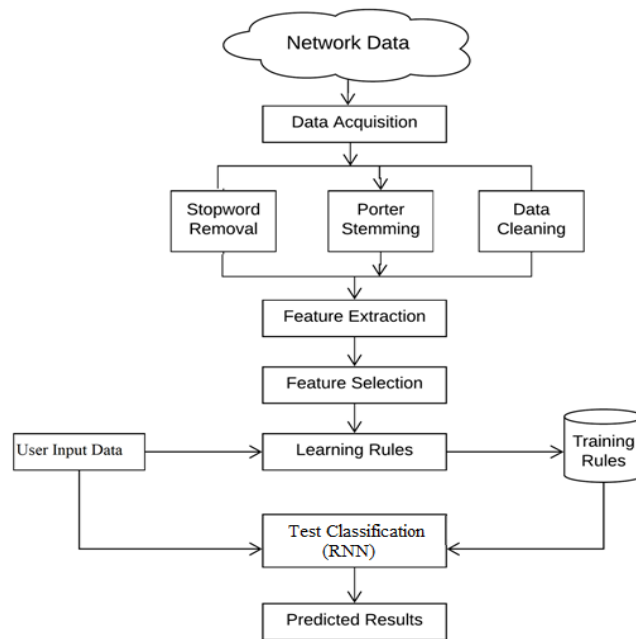 Network Data
Data Acquisition
Stopword
Removal
Porter
Stemming
Data
Cleaning
Feature Extraction
Feature Selection
User Input Data
Learning Rules
Training
Rules
Test Classification
(RNN)
Predicted Results